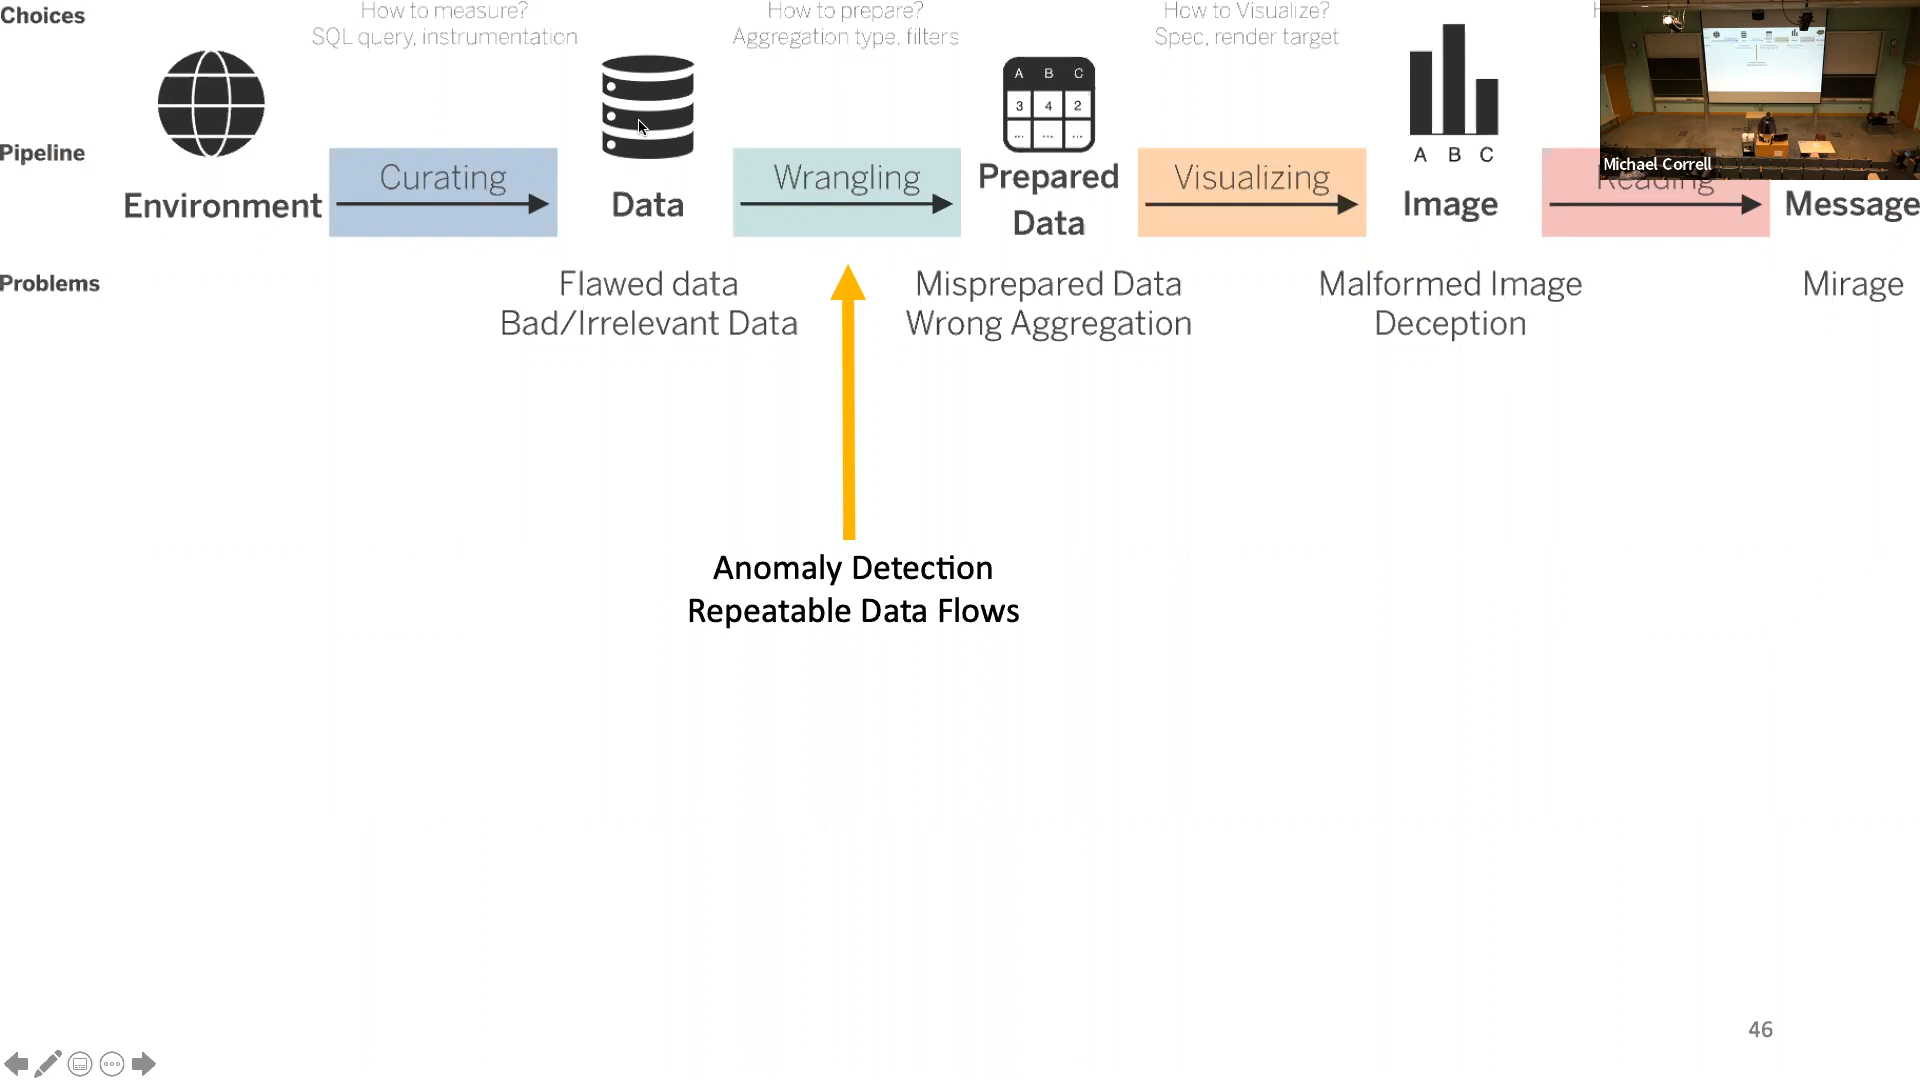 Choices
How to measure?
SQL query, instrumentation
How to prepare?
Aggregation type, filters
How to Visualize?
Spec, render target
A B C
3 4 2
... ... ...
A B C
Michael Correll
Pipeline
Environment
Curating
Data
Wrangling
Prepared
Data
Visualizing
Image
Reading
Message
Problems
Flawed data
Bad/Irrelevant Data
Misprepared Data
Wrong Aggregation
Malformed Image
Deception
Mirage
Anomaly Detection
Repeatable Data Flows
46